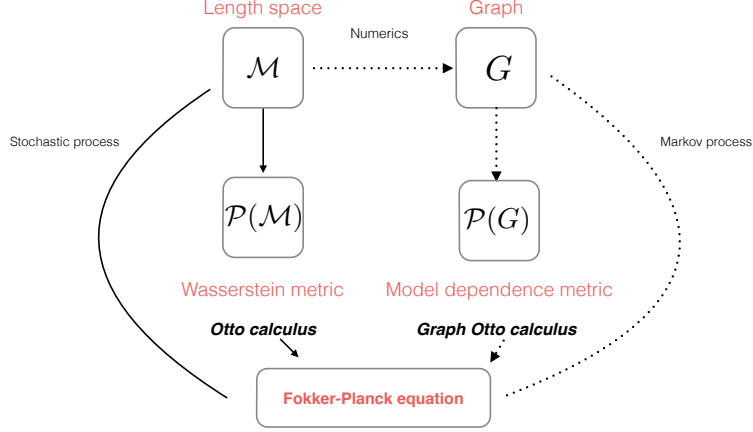 Length space
Graph
Numerics
ℳ
G
Stochastic process
Markov process
𝒫(ℳ)
𝒫(G)
Wasserstein metric
Model dependence metric
Otto calculus
Graph Otto calculus
Fokker-Planck equation